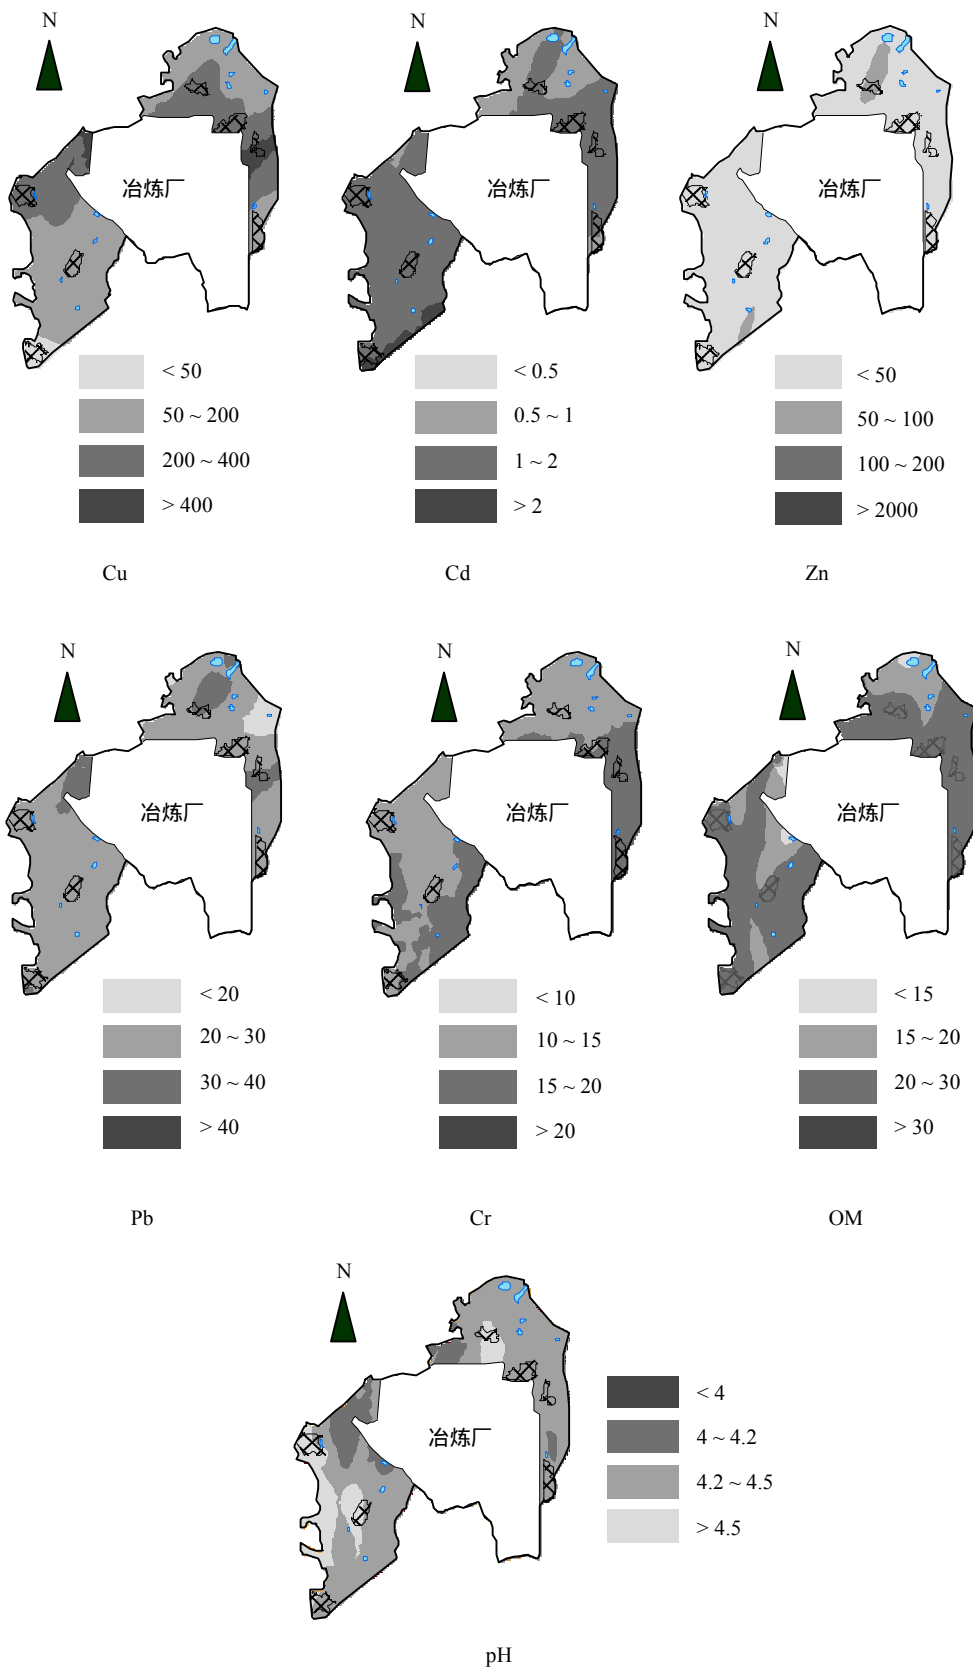 N
N
N
冶炼厂
冶炼厂
冶炼厂
< 50
50 ~ 200
200 ~ 400
> 400
< 0.5
0.5 ~ 1
1 ~ 2
> 2
< 50
50 ~ 100
100 ~ 200
> 2000
Cu
Cd
Zn
N
N
N
冶炼厂
冶炼厂
冶炼厂
< 20
20 ~ 30
30 ~ 40
> 40
< 10
10 ~ 15
15 ~ 20
> 20
< 15
15 ~ 20
20 ~ 30
> 30
Pb
Cr
OM
N
冶炼厂
< 4
4 ~ 4.2
4.2 ~ 4.5
> 4.5
pH